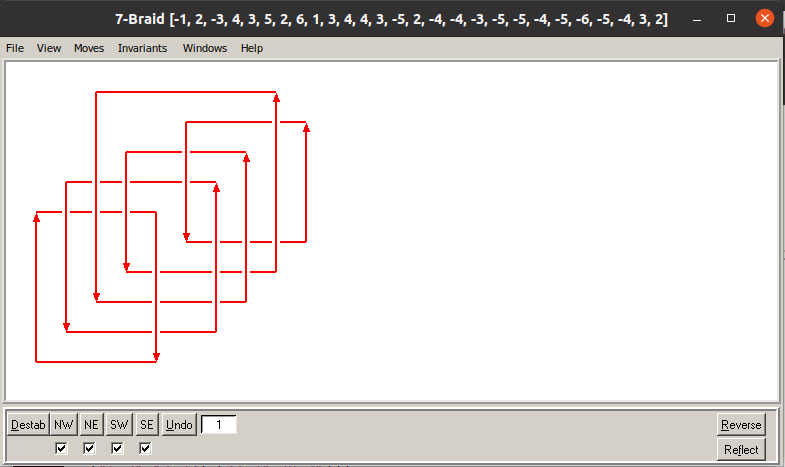 7-Braid [-1, 2, -3, 4, 3, 5, 2, 6, 1, 3, 4, 4, 3, -5, 2, -4, -4, -3, -5, -5, -4, -5, -6, -5, -4, 3, 2]
File View Moves Invariants Windows Help
Destab NW NE SW SE Undo 1 Reverse
Reflect